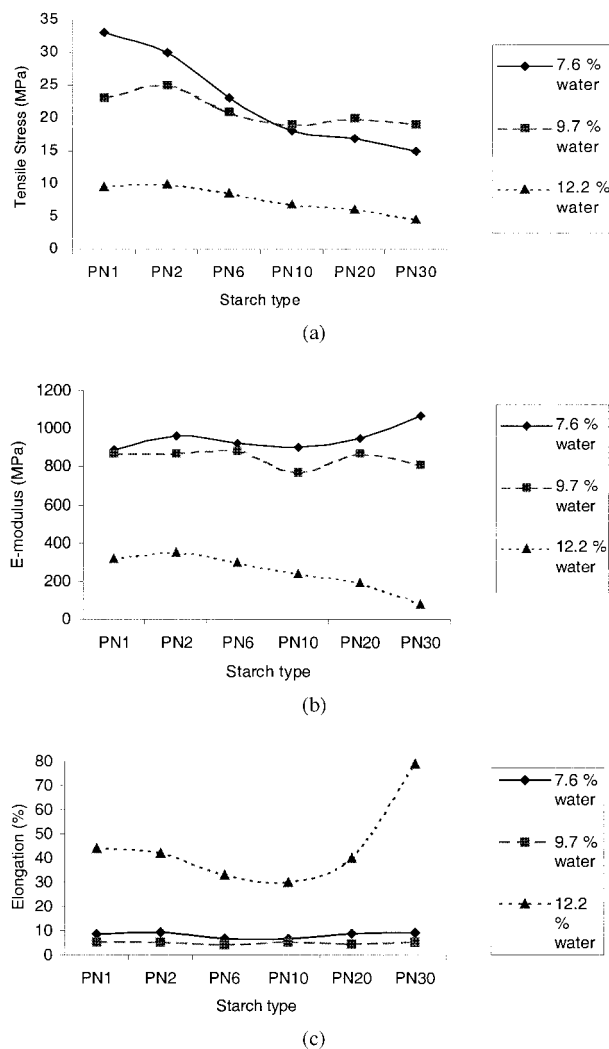 35
30
25
20
15
10
5
0
Tensile Stress (MPa)
PN1 PN2 PN6 PN10 PN20 PN30
Starch type
7.6 %
water
9.7 %
water
12.2 %
water
(a)
1200
1000
800
600
400
200
0
E-modulus (MPa)
PN1 PN2 PN6 PN10 PN20 PN30
Starch type
7.6 %
water
9.7 %
water
12.2 %
water
(b)
80
70
60
50
40
30
20
10
0
Elongation (%)
PN1 PN2 PN6 PN10 PN20 PN30
Starch type
7.6 %
water
9.7 %
water
12.2
%
water
(c)